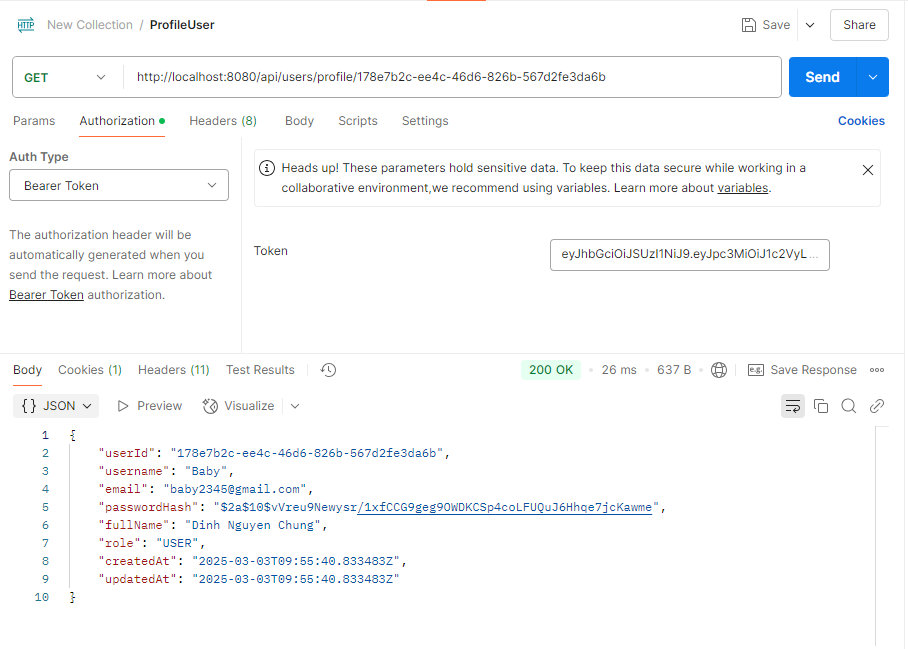 HTTP New Collection / ProfileUser Save Share
GET http://localhost:8080/api/users/profile/178e7b2c-ee4c-46d6-826b-567d2fe3da6b Send
Params Authorization Headers (8) Body Scripts Settings Cookies
Auth Type
Bearer Token
The authorization header will be
automatically generated when you
send the request. Learn more about
Bearer Token authorization.
Heads up! These parameters hold sensitive data. To keep this data secure while working in a
collaborative environment,we recommend using variables. Learn more about variables.
Token eyJhbGciOiJSUzI1NiJ9.eyJpc3MiOiJ1c2VyL...
Body Cookies (1) Headers (11) Test Results 200 OK 26 ms 637 B e.g. Save Response
{} JSON Preview Visualize
1 {
2 "userId": "178e7b2c-ee4c-46d6-826b-567d2fe3da6b",
3 "username": "Baby",
4 "email": "baby2345@gmail.com",
5 "passwordHash": "$2a$10$vVreu9Newysr/1xfCCG9geg9OWDKCSp4coLFUQuJ6Hhqe7jcKawme",
6 "fullName": "Dinh Nguyen Chung",
7 "role": "USER",
8 "createdAt": "2025-03-03T09:55:40.833483Z",
9 "updatedAt": "2025-03-03T09:55:40.833483Z"
10 }